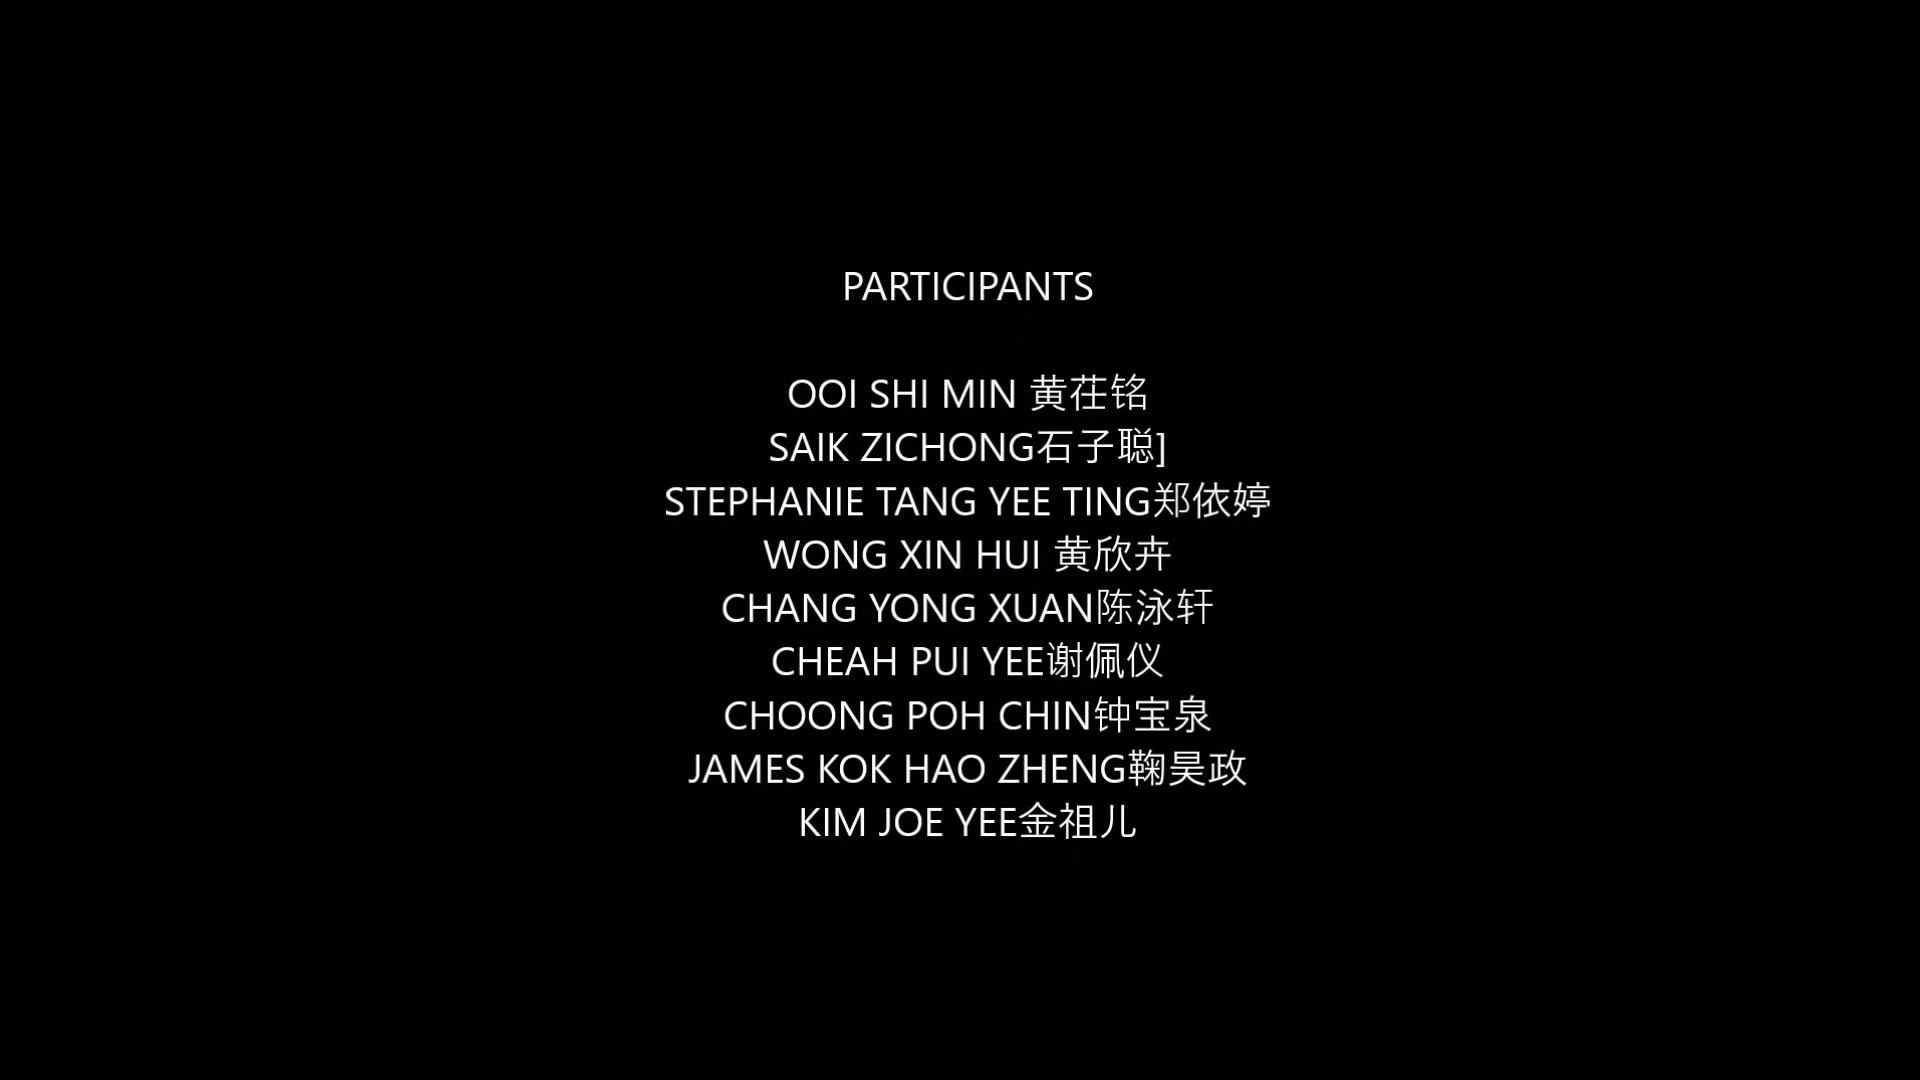 PARTICIPANTS
OOI SHI MIN 黄茌铭
SAIK ZICHONG石子聪]
STEPHANIE TANG YEE TING郑依婷
WONG XIN HUI 黄欣卉
CHANG YONG XUAN陈泳轩
CHEAH PUI YEE谢佩仪
CHOONG POH CHIN钟宝泉
JAMES KOK HAO ZHENG鞠昊政
KIM JOE YEE金祖儿